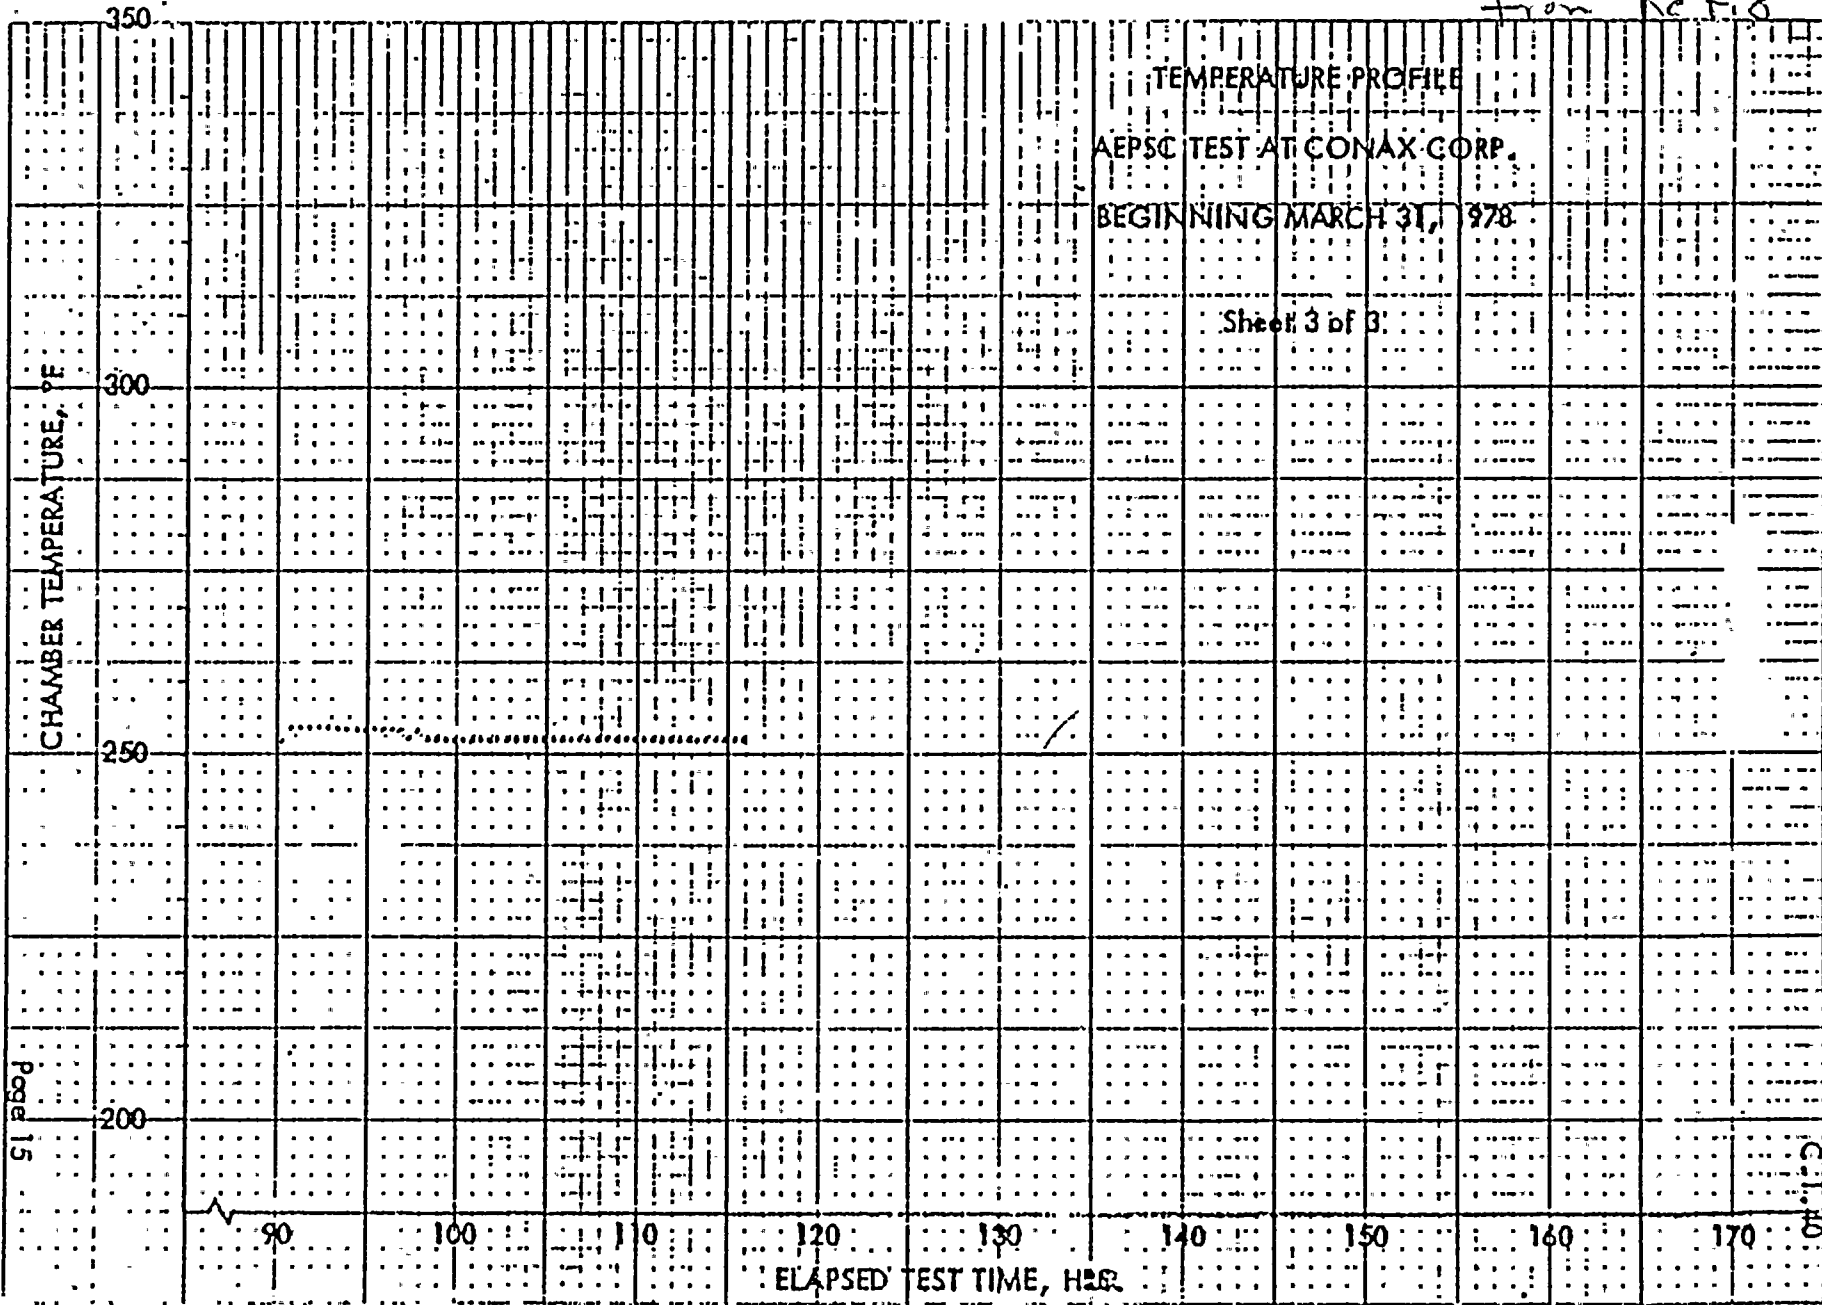 from
350
TEMPERATURE PROFILE
AEPSC TEST AT CONAX CORP.
BEGINNING MARCH 31, 1978
Sheet 3 of 3
CHAMBER TEMPERATURE, °F
300
250
200
90 100 110 120 130 140 150 160 170
ELAPSED TEST TIME, HRS.
Page 15